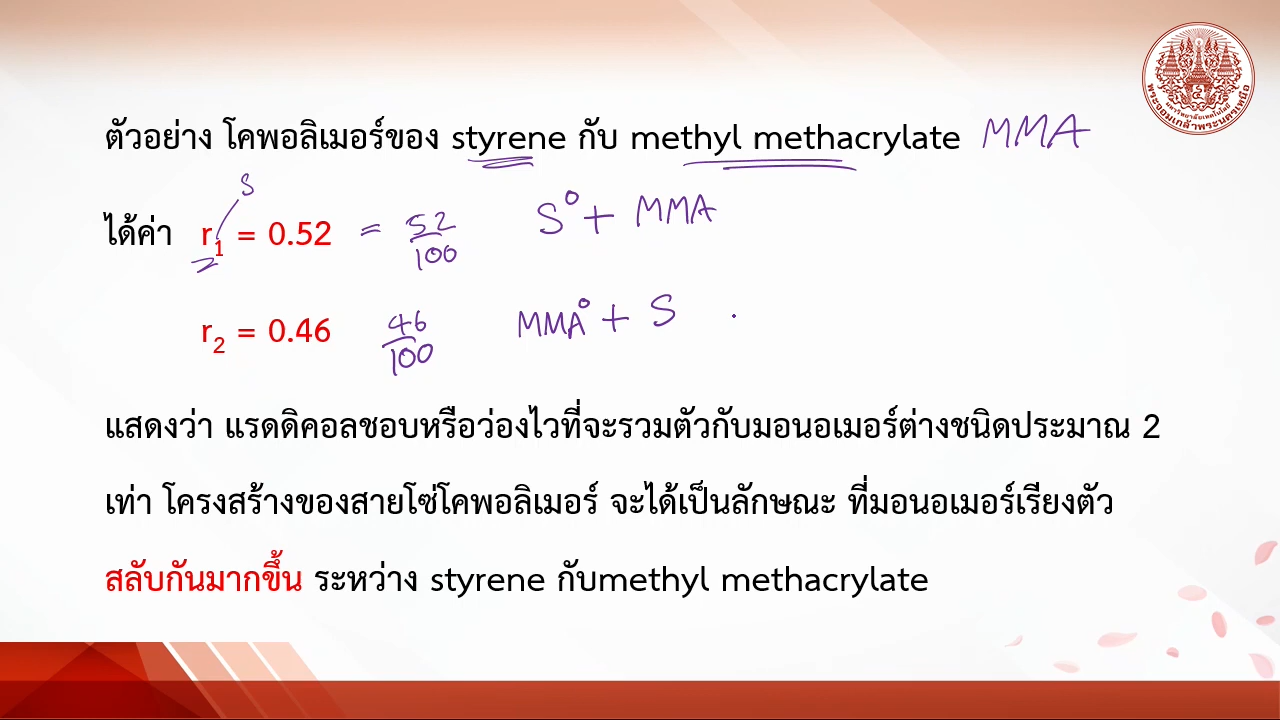 ตัวอย่าง โคพอลิเมอร์ของ styrene กับ methyl methacrylate MMA
S
ได้ค่า r1 = 0.52 = 52/100 S° + MMA
r2 = 0.46 46/100 MMA° + S
แสดงว่า แรดดิคอลชอบหรือว่องไวที่จะรวมตัวกับมอนอเมอร์ต่างชนิดประมาณ 2
เท่า โครงสร้างของสายโซ่โคพอลิเมอร์ จะได้เป็นลักษณะ ที่มอนอเมอร์เรียงตัว
สลับกันมากขึ้น ระหว่าง styrene กับmethyl methacrylate